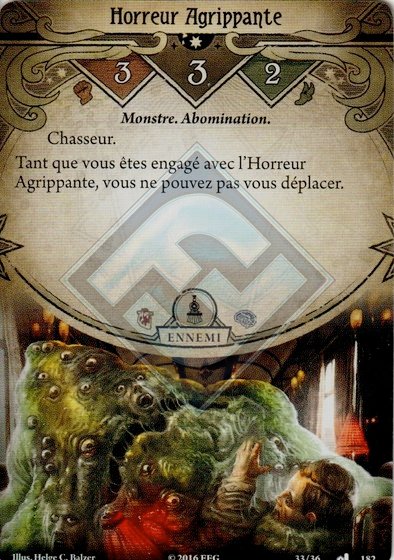 Horreur Agrippante
3 3 2
Monstre. Abomination.
Chasseur.
Tant que vous êtes engagé avec l'Horreur
Agrippante, vous ne pouvez pas vous déplacer.
ENNEMI
Illus. Helge C. Balzer © 2016 FFG 33/36 182